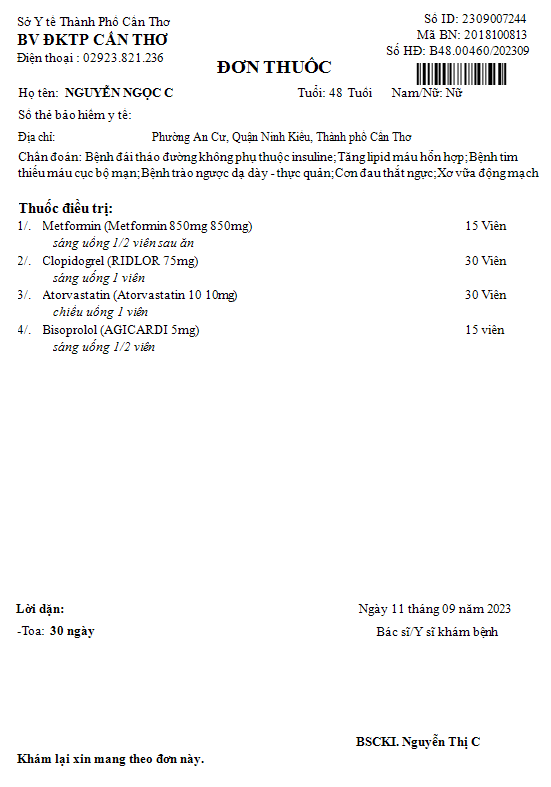 Sở Y tế Thành Phố Cần Thơ
Số ID: 2309007244
BV ĐKTP CẦN THƠ
Mã BN: 2018100813
Điện thoại : 02923.821.236
Số HĐ: B48.00460/202309
ĐƠN THUỐC
Họ tên: NGUYỄN NGỌC C Tuổi: 48 Tuổi Nam/Nữ: Nữ
Số thẻ bảo hiểm y tế:
Địa chỉ: Phường An Cư, Quận Ninh Kiều, Thành phố Cần Thơ
Chẩn đoán: Bệnh đái tháo đường không phụ thuộc insuline; Tăng lipid máu hỗn hợp; Bệnh tim
thiếu máu cục bộ mạn; Bệnh trào ngược dạ dày - thực quản; Cơn đau thắt ngực; Xơ vữa động mạch
Thuốc điều trị:
1/. Metformin (Metformin 850mg 850mg) 15 Viên
sáng uống 1/2 viên sau ăn
2/. Clopidogrel (RIDLOR 75mg) 30 Viên
sáng uống 1 viên
3/. Atorvastatin (Atorvastatin 10 10mg) 30 Viên
chiều uống 1 viên
4/. Bisoprolol (AGICARDI 5mg) 15 viên
sáng uống 1/2 viên
Lời dặn:
Ngày 11 tháng 09 năm 2023
-Toa: 30 ngày
Bác sĩ/Y sĩ khám bệnh
BSCKI. Nguyễn Thị C
Khám lại xin mang theo đơn này.